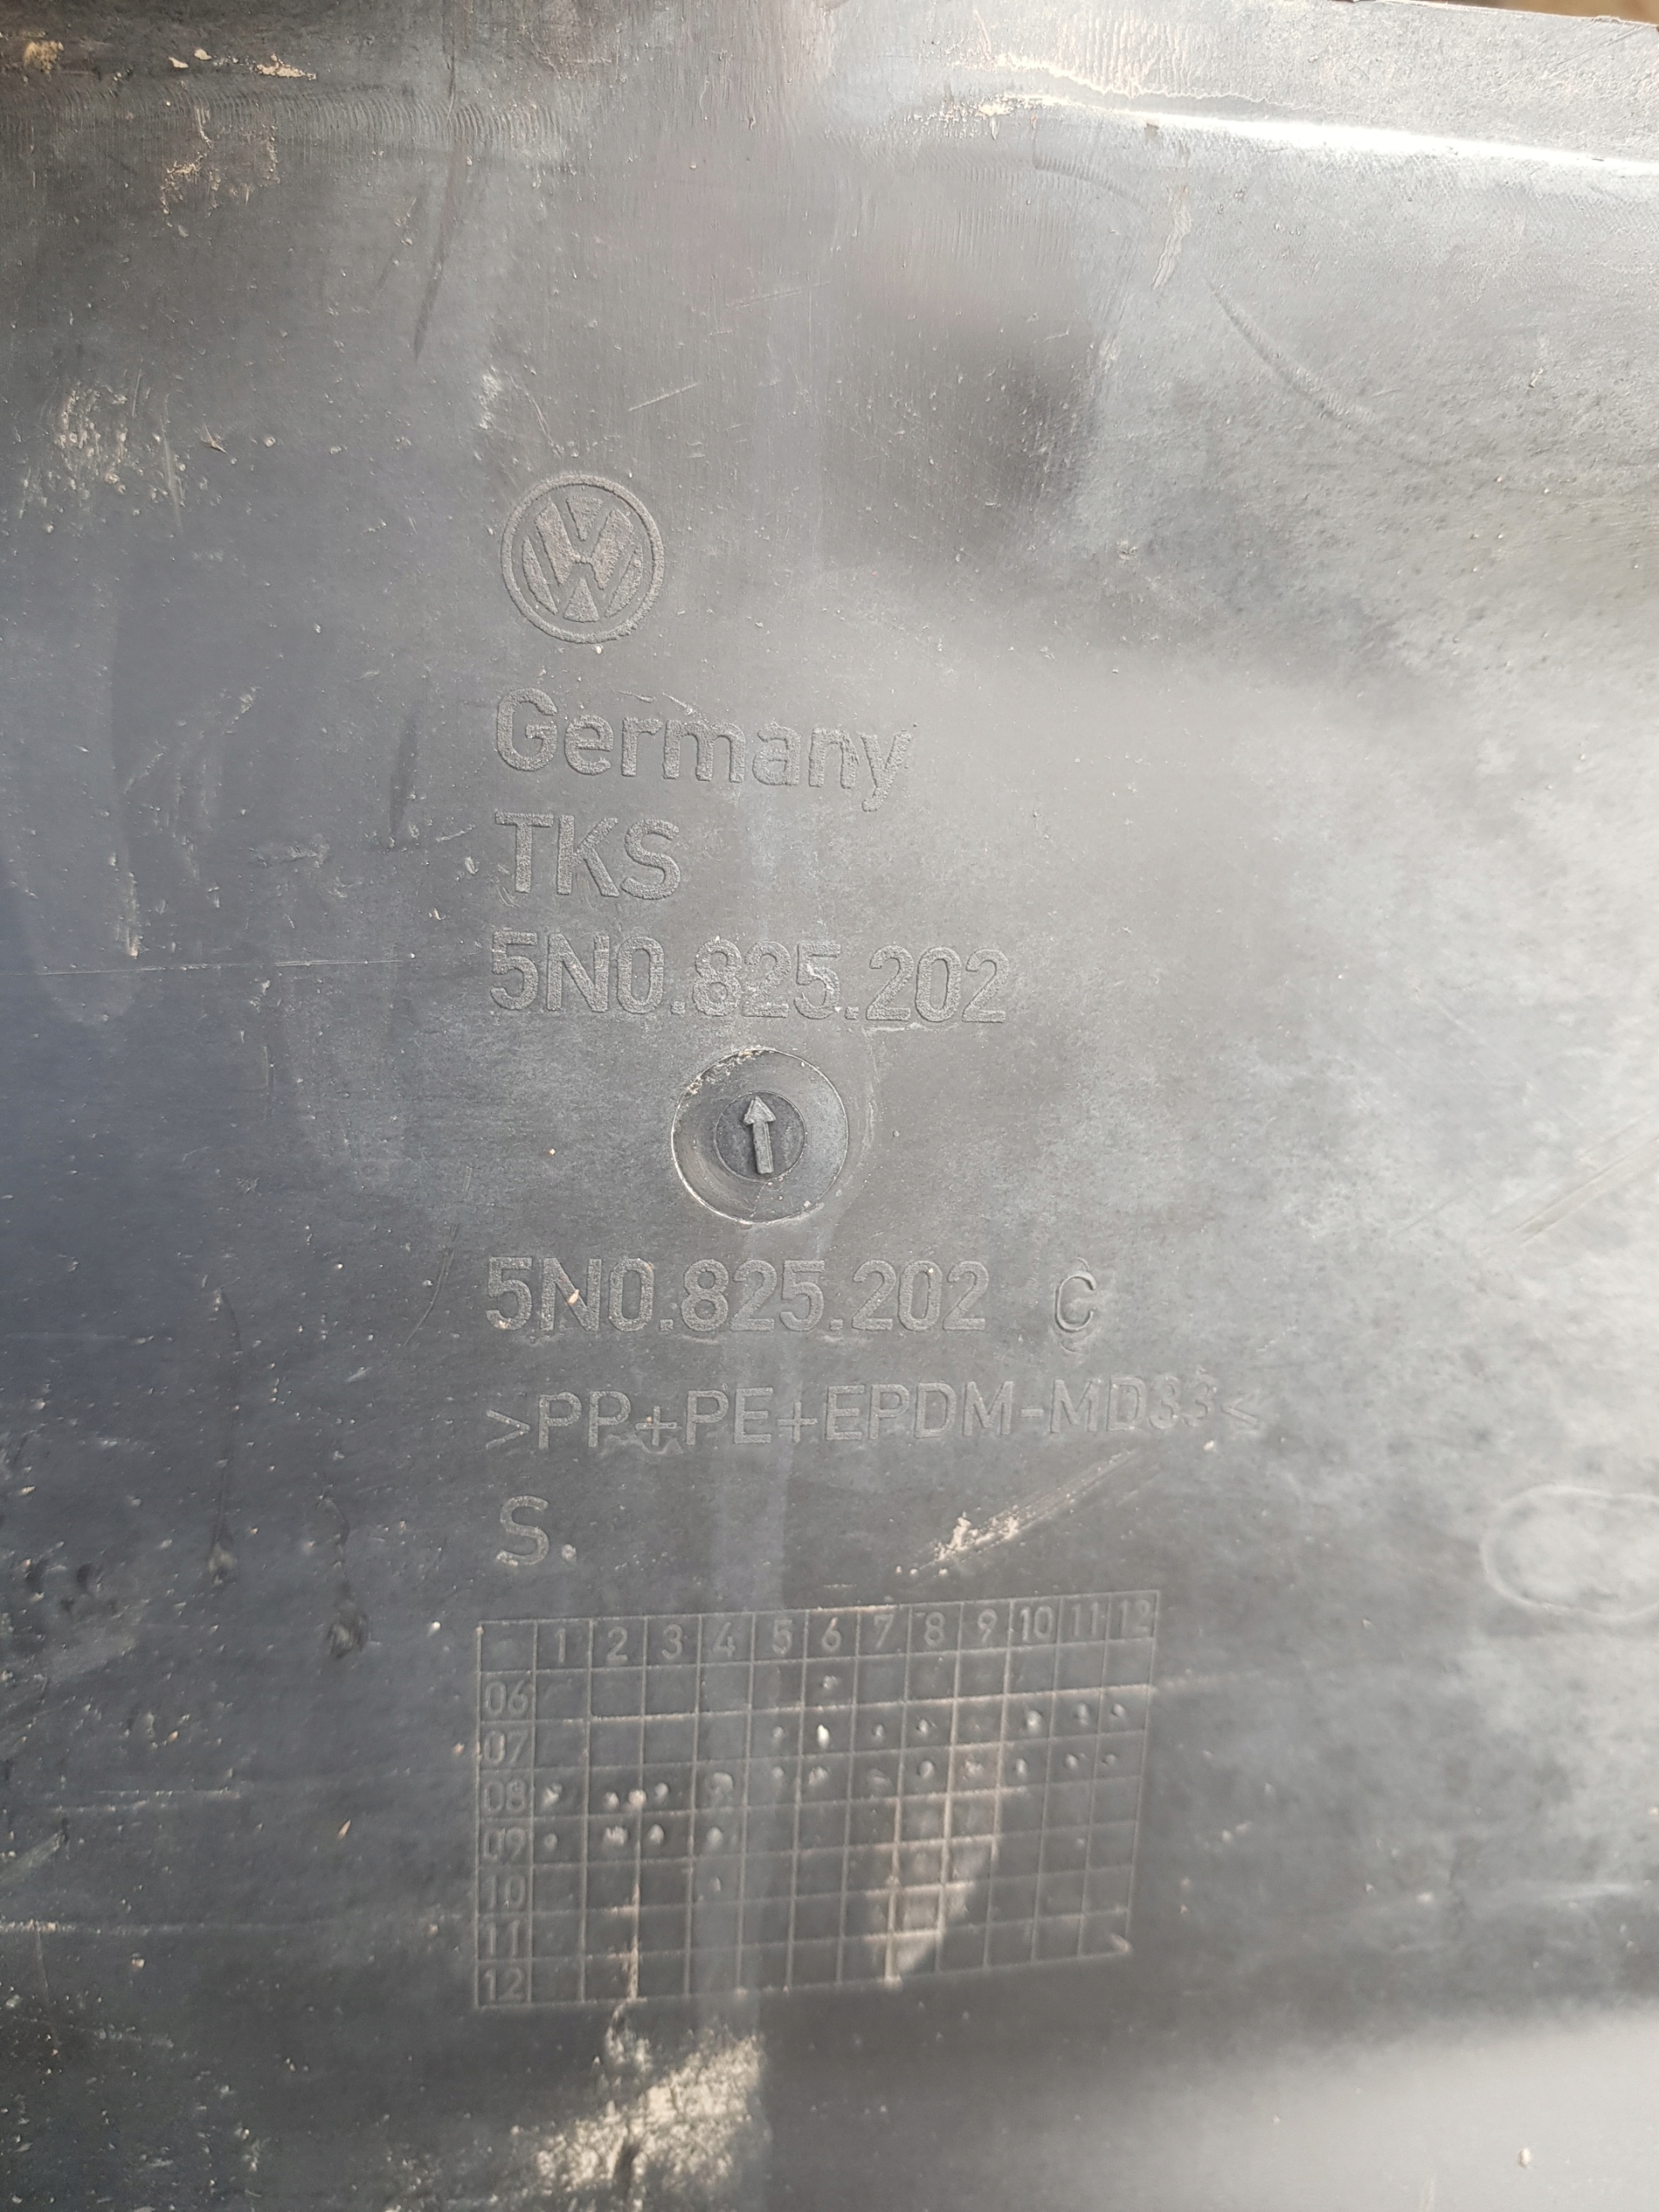 Germany
TKS
5N0.825.202
5N0.825.202 C
>PP+PE+EPDM-MD33<
S.
1 2 3 4 5 6 7 8 9 10 11 12
06
07
08
09
10
11
12